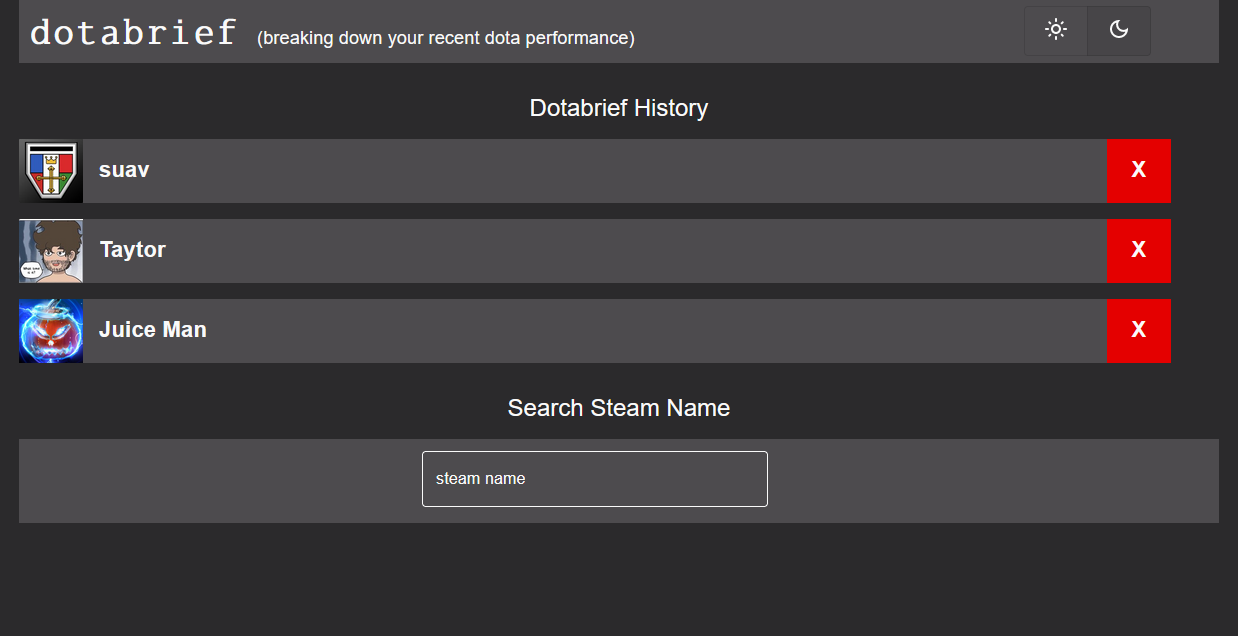 dotabrief (breaking down your recent dota performance)
Dotabrief History
suav X
Taytor X
Juice Man X
Search Steam Name
steam name